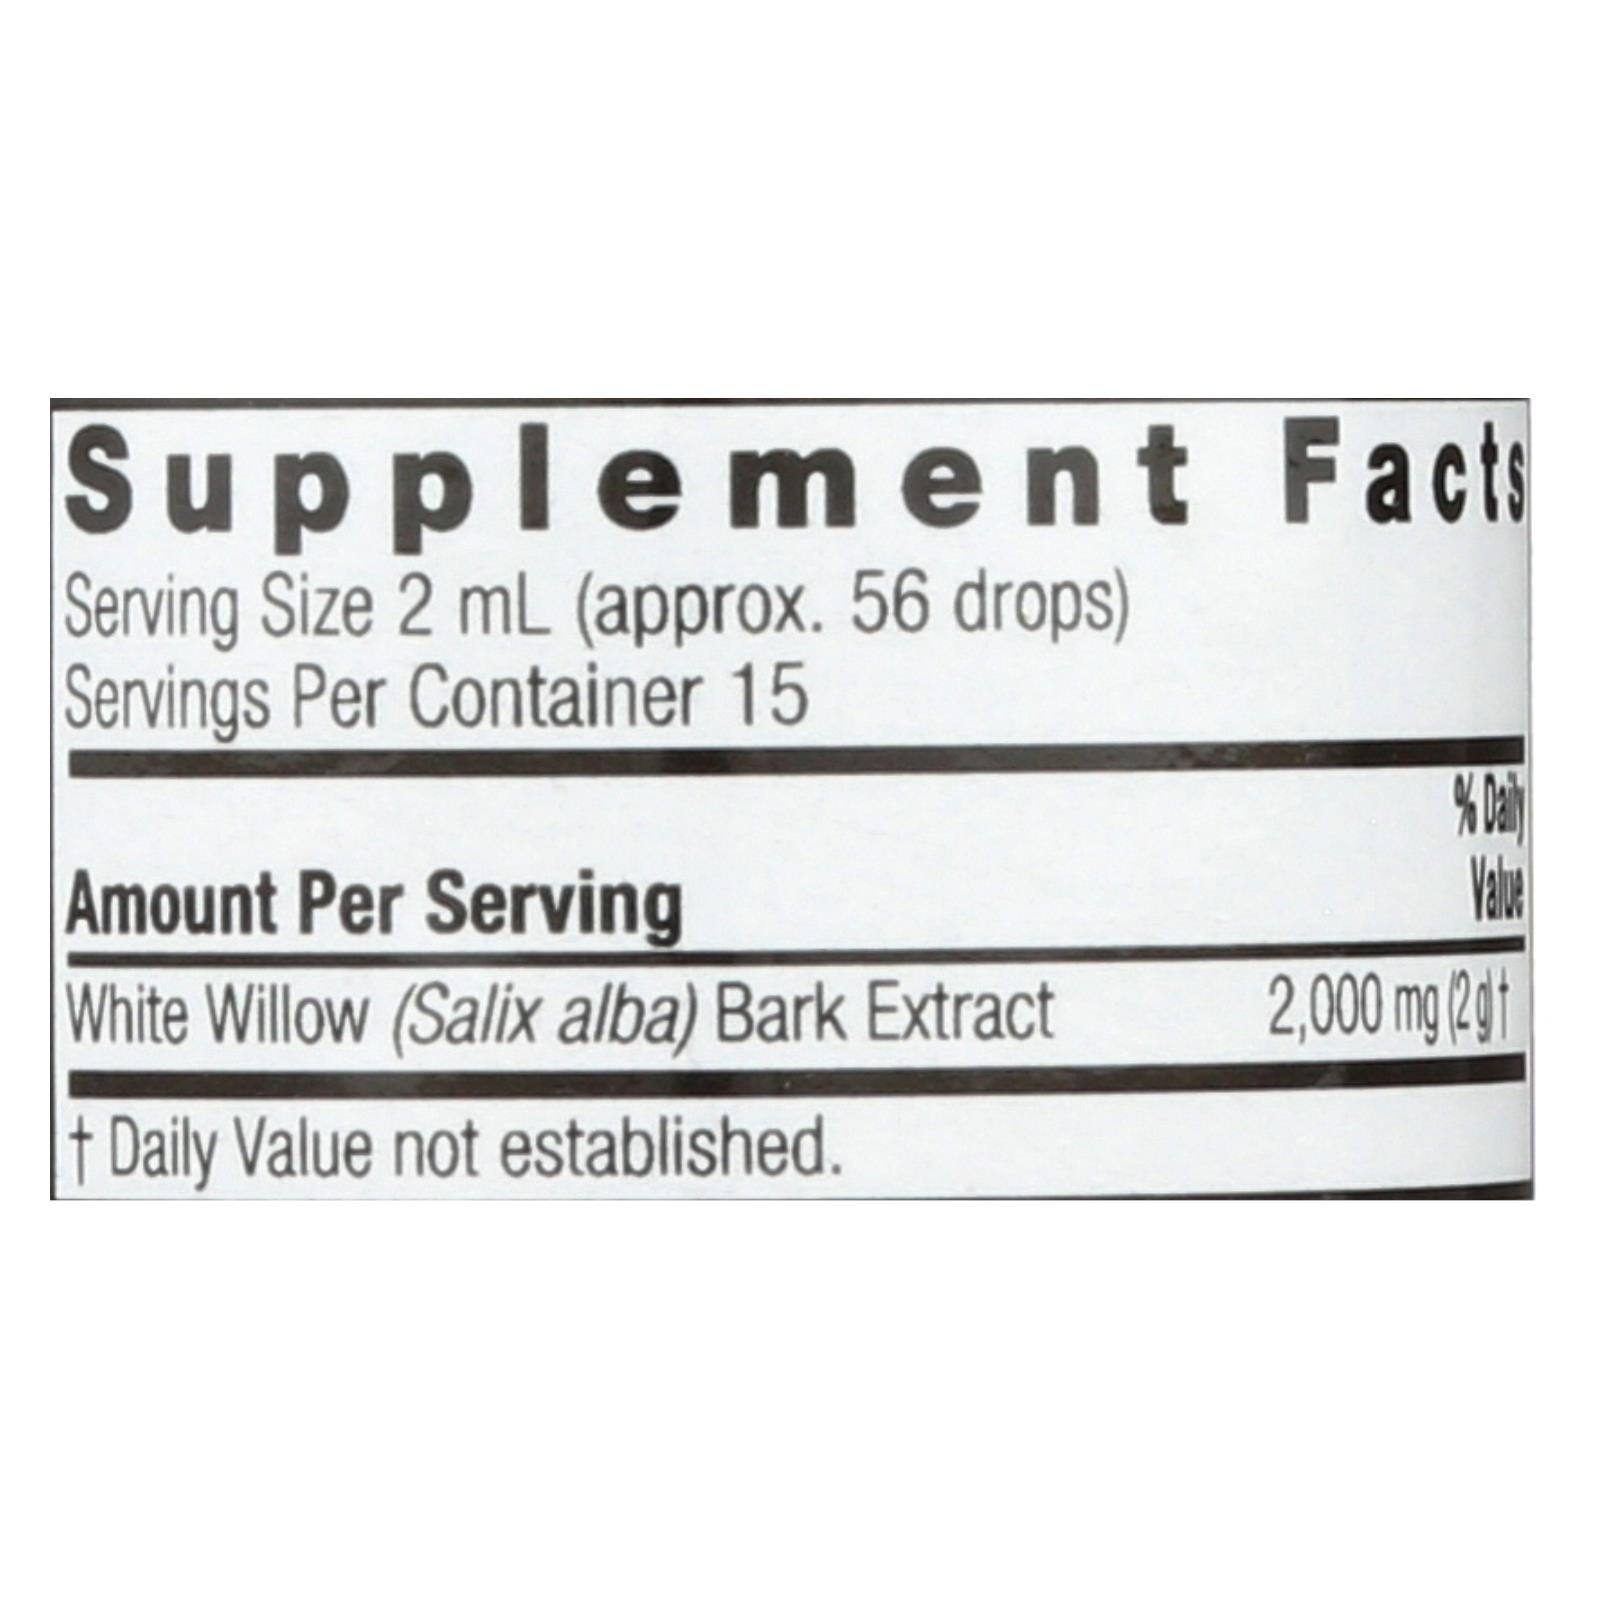 Supplement Facts
Serving Size 2 mL (approx. 56 drops)
Servings Per Container 15
% Daily
Value
Amount Per Serving
White Willow (Salix alba) Bark Extract 2,000 mg (2 g) †
† Daily Value not established.